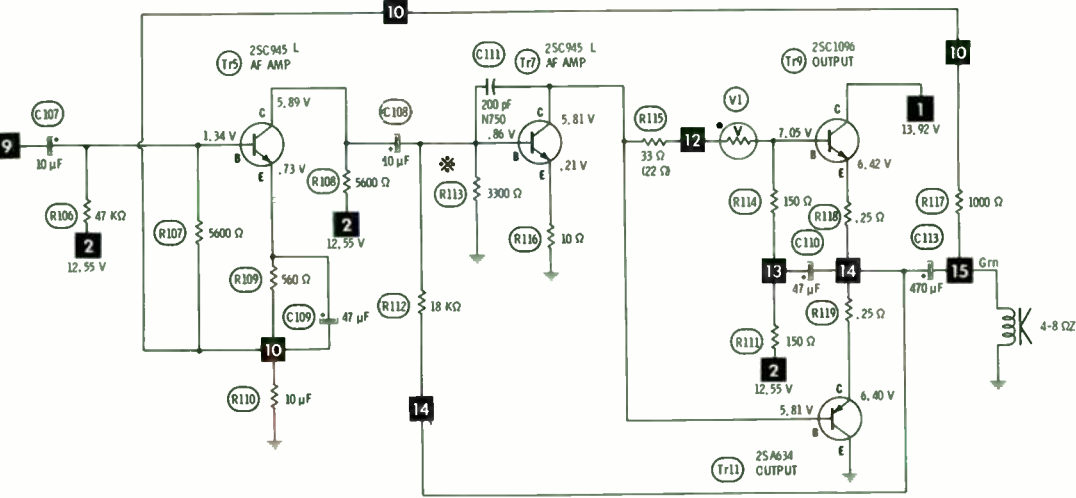 10
2SC945 L
Tr5 AF AMP
C111
2SC945 L
Tr7 AF AMP
2SC1096
Tr9 OUTPUT
10
C107
C
5.89 V
※C108
200 pF
N750
C
5.81 V
V1
C
1
13.92 V
9
10 µF
1.34 V
B
E
.73 V
10 µF
.86 V
B
E
.21 V
R115
33 Ω
(22 Ω)
12
V
7.05 V
B
E
6.42 V
R106
47 KΩ
2
12.55 V
R107
5600 Ω
R108
5600 Ω
2
12.55 V
※
R113
3300 Ω
R116
10 Ω
R114
150 Ω
R118
.25 Ω
R117
1000 Ω
C110
C113
R109
560 Ω
13
47 µF
14
470 µF
15
Grn
C109
47 µF
R112
18 KΩ
R119
.25 Ω
4-8 ΩZ
10
R111
150 Ω
2
12.55 V
R110
10 µF
14
C
6.40 V
5.81 V
B
E
2SA634
Tr11 OUTPUT